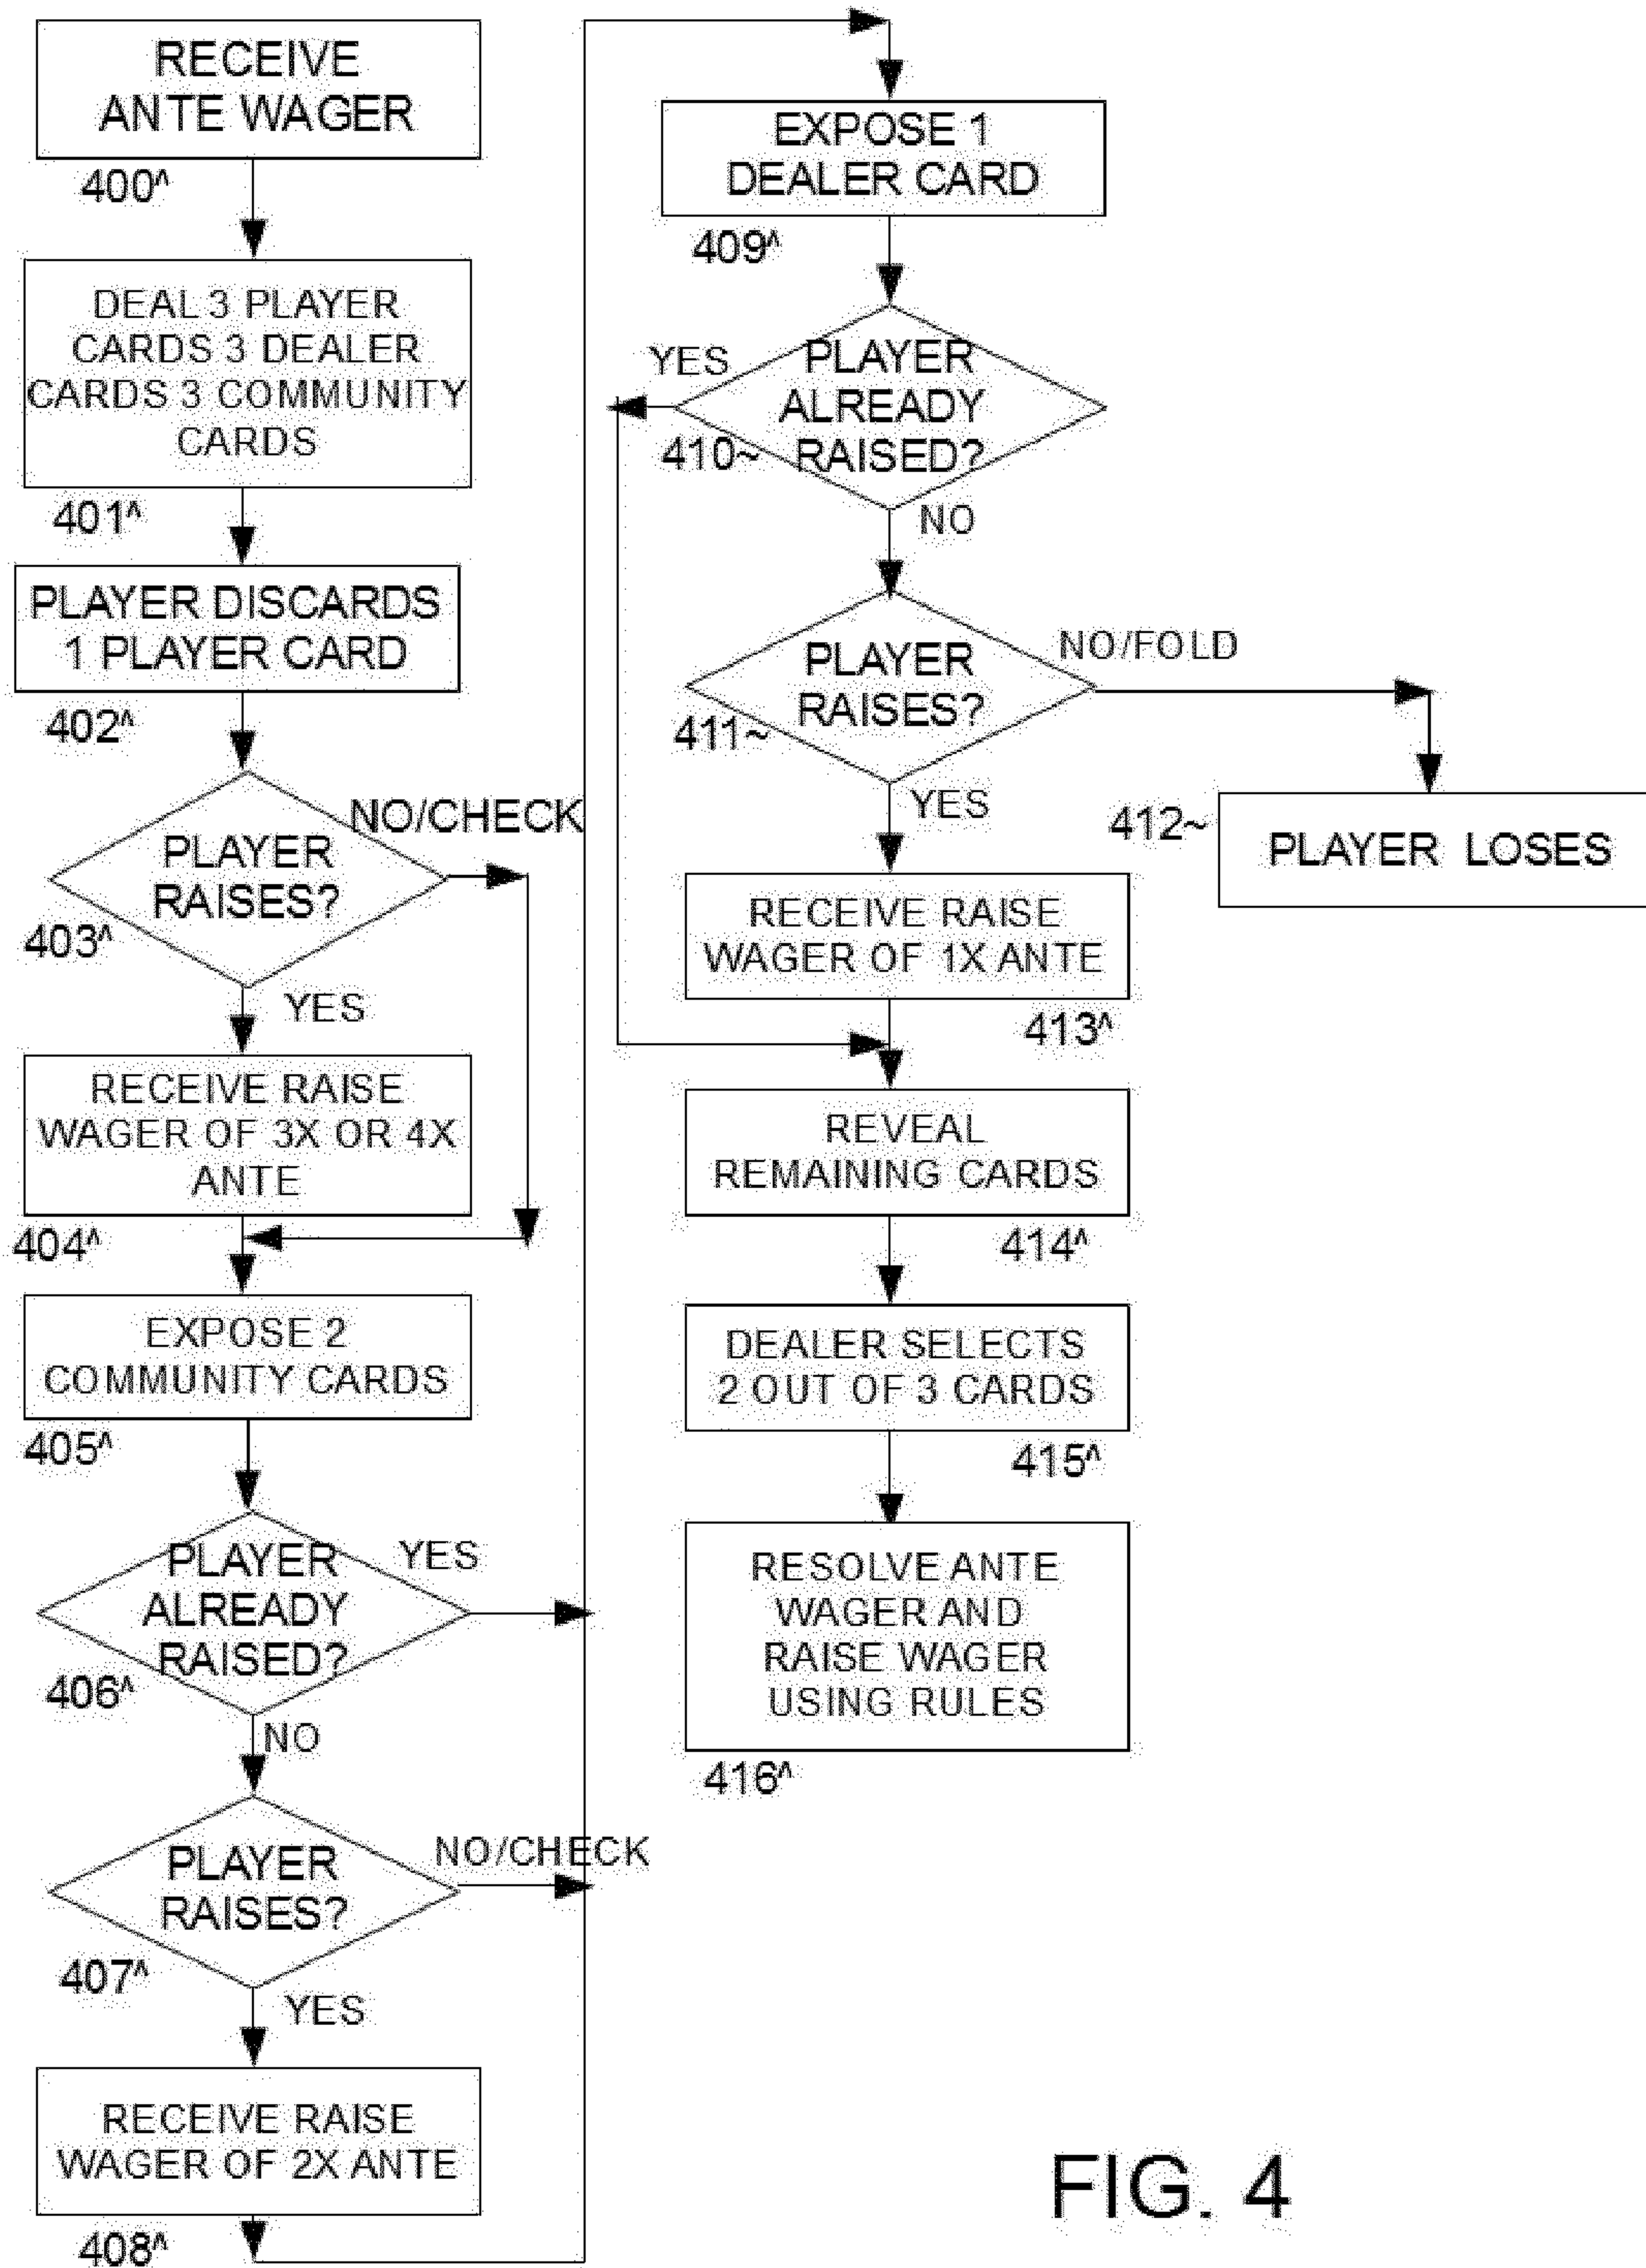 RECEIVE
ANTE WAGER
400^
DEAL 3 PLAYER
CARDS 3 DEALER
CARDS 3 COMMUNITY
CARDS
401^
PLAYER DISCARDS
1 PLAYER CARD
402^
NO/CHECK
PLAYER
RAISES?
403^
YES
RECEIVE RAISE
WAGER OF 3X OR 4X
ANTE
404^
EXPOSE 2
COMMUNITY CARDS
405^
YES
PLAYER
ALREADY
RAISED?
406^
NO
NO/CHECK
PLAYER
RAISES?
407^
YES
RECEIVE RAISE
WAGER OF 2X ANTE
408^
EXPOSE 1
DEALER CARD
409^
YES
PLAYER
ALREADY
RAISED?
410~
NO
NO/FOLD
PLAYER
RAISES?
411~
YES
412~
PLAYER LOSES
RECEIVE RAISE
WAGER OF 1X ANTE
413^
REVEAL
REMAINING CARDS
414^
DEALER SELECTS
2 OUT OF 3 CARDS
415^
RESOLVE ANTE
WAGER AND
RAISE WAGER
USING RULES
416^
FIG. 4